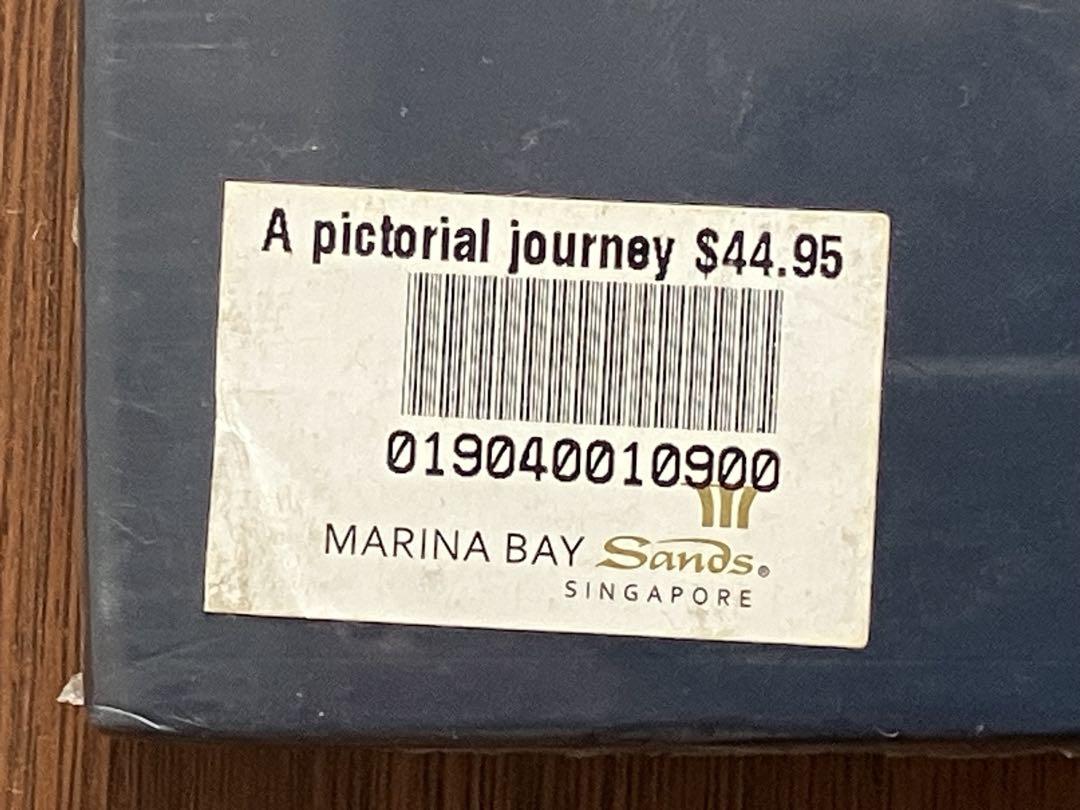 A pictorial journey $44.95
019040010900
MARINA BAY Sands®
SINGAPORE